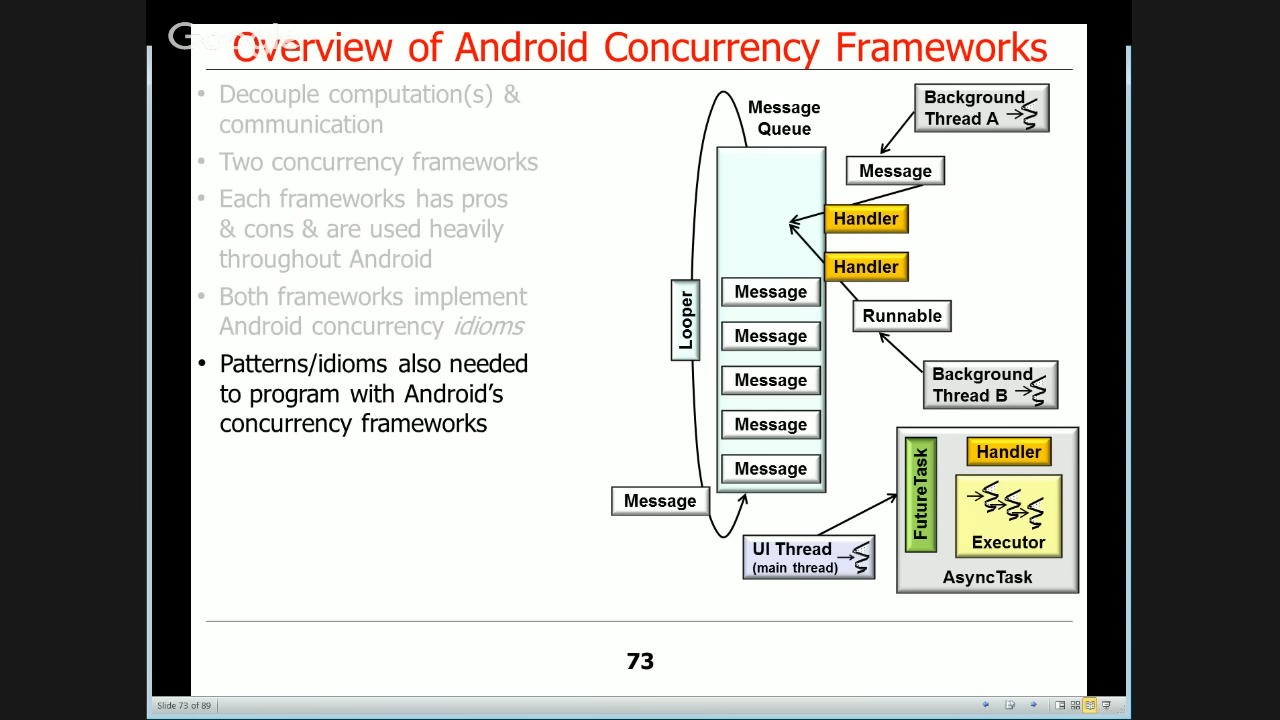 Google
Overview of Android Concurrency Frameworks
• Decouple computation(s) &
communication
• Two concurrency frameworks
• Each frameworks has pros
& cons & are used heavily
throughout Android
• Both frameworks implement
Android concurrency idioms
• Patterns/idioms also needed
to program with Android's
concurrency frameworks
Message
Queue
Background
Thread A
Message
Handler
Handler
Message
Runnable
Looper
Message
Message
Background
Thread B
Message
Message
Message
FutureTask
Handler
Executor
AsyncTask
UI Thread
(main thread)
73
Slide 73 of 89